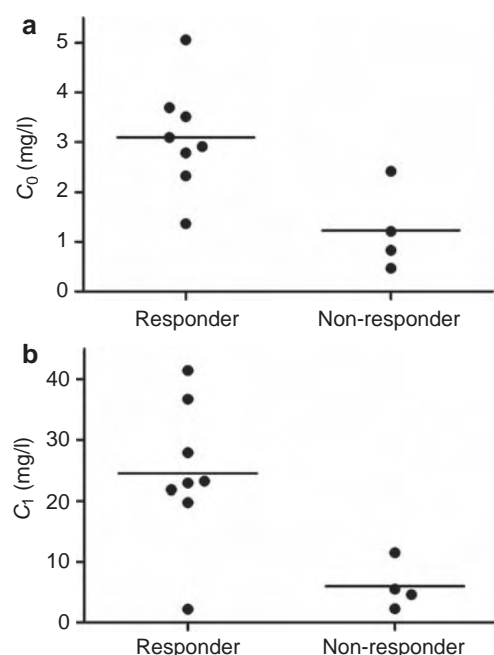 a
C0 (mg/l)
5
4
3
2
1
0
Responder Non-responder
b
C1 (mg/l)
40
30
20
10
0
Responder Non-responder